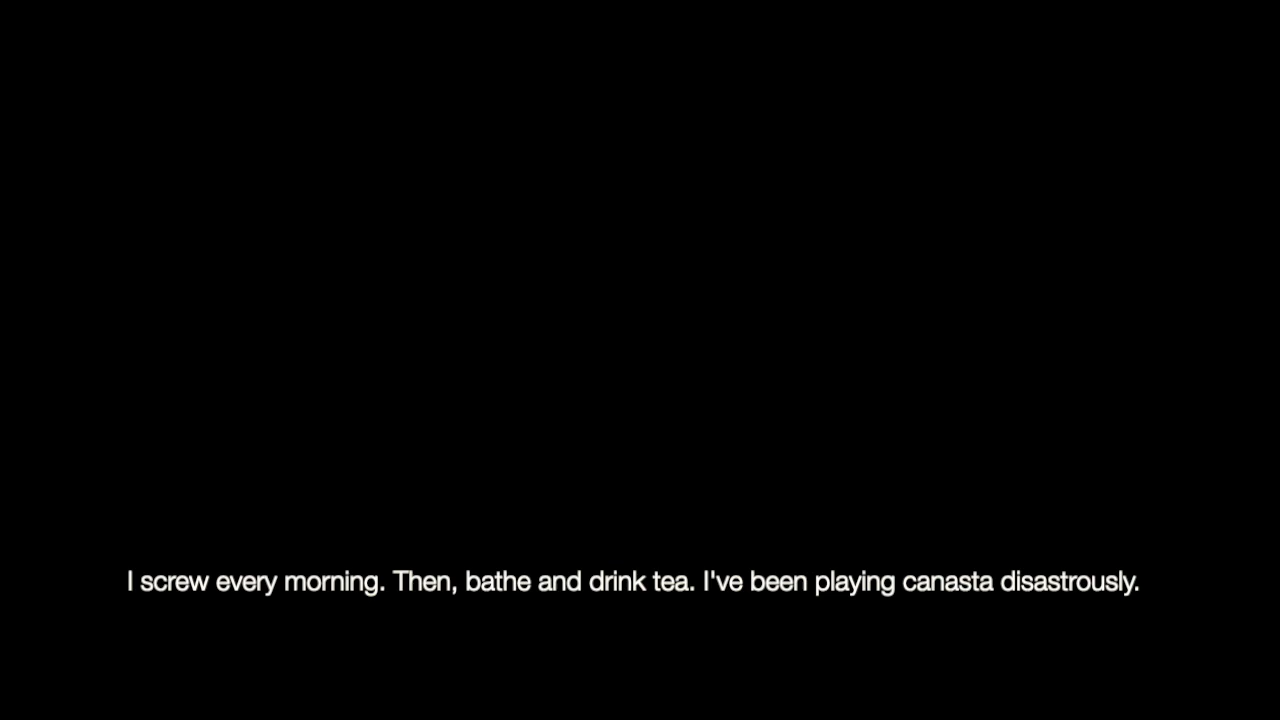 I screw every morning. Then, bathe and drink tea. I've been playing canasta disastrously.